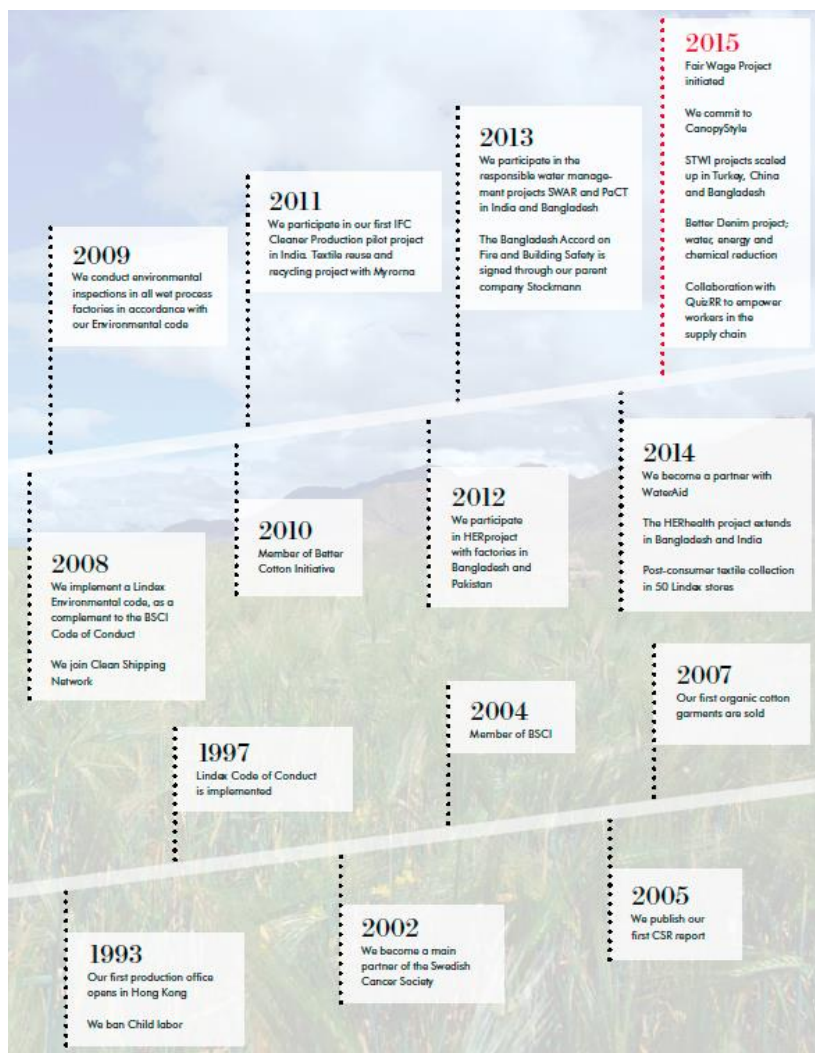 2015
Fair Wage Project
initiated
We commit to
CanopyStyle
STWI projects scaled
up in Turkey, China
and Bangladesh
Better Denim project;
water, energy and
chemical reduction
Collaboration with
QuizRR to empower
workers in the
supply chain
2013
We participate in the
responsible water manage-
ment projects SWAR and PaCT
in India and Bangladesh
The Bangladesh Accord on
Fire and Building Safety is
signed through our parent
company Stockmann
2011
We participate in our first IFC
Cleaner Production pilot project
in India. Textile reuse and
recycling project with Myrorna
2009
We conduct environmental
inspections in all wet process
factories in accordance with
our Environmental code
2014
We become a partner with
WaterAid
The HERhealth project extends
in Bangladesh and India
Post-consumer textile collection
in 50 Lindex stores
2012
We participate
in HERproject
with factories in
Bangladesh and
Pakistan
2010
Member of Better
Cotton Initiative
2008
We implement a Lindex
Environmental code, as a
complement to the BSCI
Code of Conduct
We join Clean Shipping
Network
2007
Our first organic cotton
garments are sold
2004
Member of BSCI
1997
Lindex Code of Conduct
is implemented
2005
We publish our
first CSR report
2002
We become a main
partner of the Swedish
Cancer Society
1993
Our first production office
opens in Hong Kong
We ban Child labor